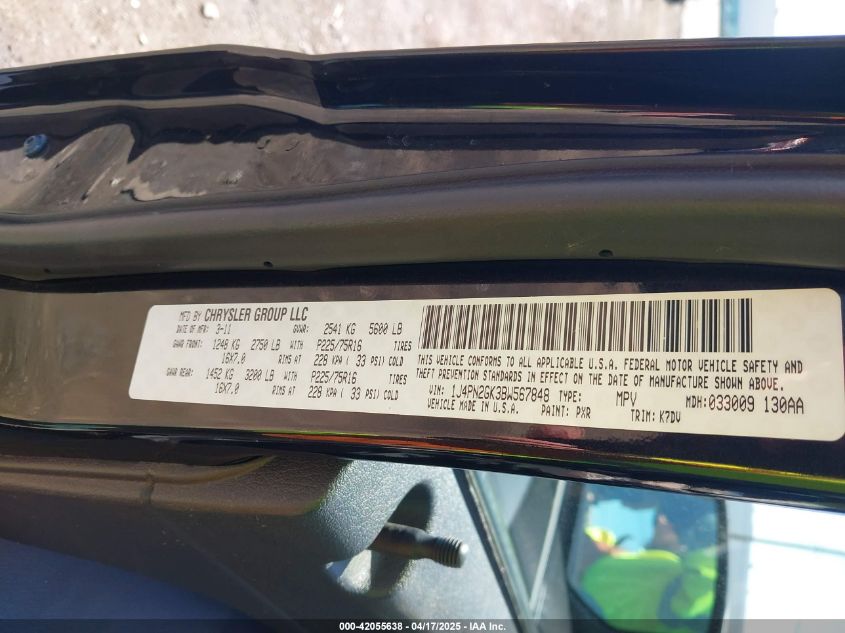 MFD BY CHRYSLER GROUP LLC
DATE OF MFR: 3-11 GVWR: 2541 KG 5600 LB
GAWR FRONT: 1248 KG 2750 LB WITH P225/75R16 TIRES
16X7.0 RIMS AT 228 KPA ( 33 PSI) COLD
GAWR REAR: 1452 KG 3200 LB WITH P225/75R16 TIRES
16X7.0 RIMS AT 228 KPA ( 33 PSI) COLD
THIS VEHICLE CONFORMS TO ALL APPLICABLE U.S.A. FEDERAL MOTOR VEHICLE SAFETY AND
THEFT PREVENTION STANDARDS IN EFFECT ON THE DATE OF MANUFACTURE SHOWN ABOVE.
VIN: 1J4PN2GK3BW567848 TYPE: MPV MDH: 033009 130AA
VEHICLE MADE IN U.S.A. PAINT: PXR TRIM: K7DV
000-42055638 - 04/17/2025 - IAA Inc.